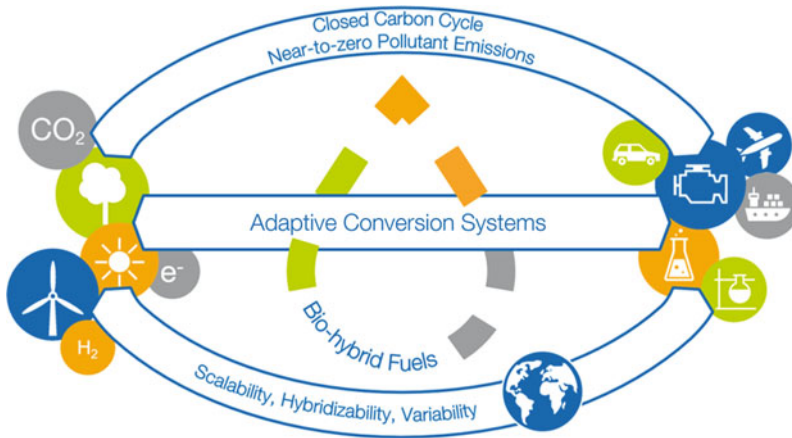 Closed Carbon Cycle
Near-to-zero Pollutant Emissions
CO₂
Adaptive Conversion Systems
e⁻
H₂
Bio-hybrid Fuels
Scalability, Hybridizability, Variability